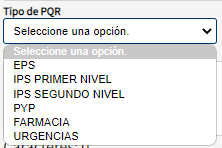 Tipo de PQR
Seleccione una opción.
Seleccione una opción.
EPS
IPS PRIMER NIVEL
IPS SEGUNDO NIVEL
PYP
FARMACIA
URGENCIAS